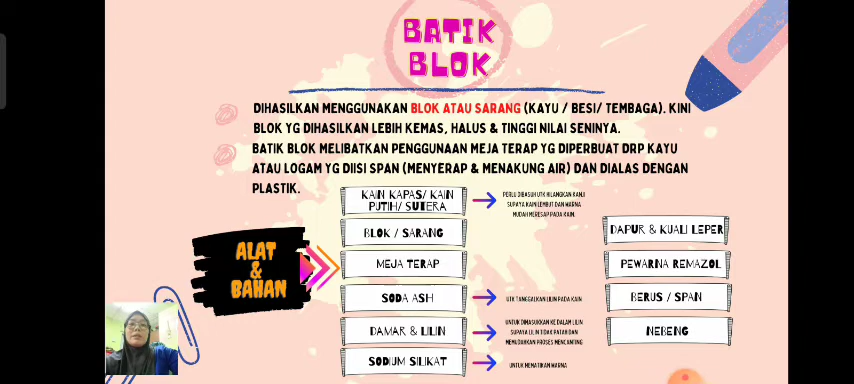 BATIK
BLOK
DIHASILKAN MENGGUNAKAN BLOK ATAU SARANG (KAYU / BESI/ TEMBAGA). KINI
BLOK YG DIHASILKAN LEBIH KEMAS, HALUS & TINGGI NILAI SENINYA.
BATIK BLOK MELIBATKAN PENGGUNAAN MEJA TERAP YG DIPERBUAT DRP KAYU
ATAU LOGAM YG DIISI SPAN (MENYERAP & MENAKUNG AIR) DAN DIALAS DENGAN
PLASTIK.
ALAT
&
BAHAN
KAIN KAPAS/ KAIN
PUTIH/ SUTERA
PERLU DIBASUH UTK HILANGKAN KANJI
SUPAYA KAIN LEMBUT DAN WARNA
MUDAH MERESAP PADA KAIN.
BLOK / SARANG
MEJA TERAP
SODA ASH
UTK TANGGALKAN LILIN PADA KAIN
DAMAR & LILIN
UNTUK DIMASUKKAN KE DALAM LILIN
SUPAYA LILIN TIDAK PATAH DAN
MEMUDAHKAN PROSES MENCANTING
SODIUM SILIKAT
UNTUK MEMATIKAN WARNA
DAPUR & KUALI LEPER
PEWARNA REMAZOL
BERUS / SPAN